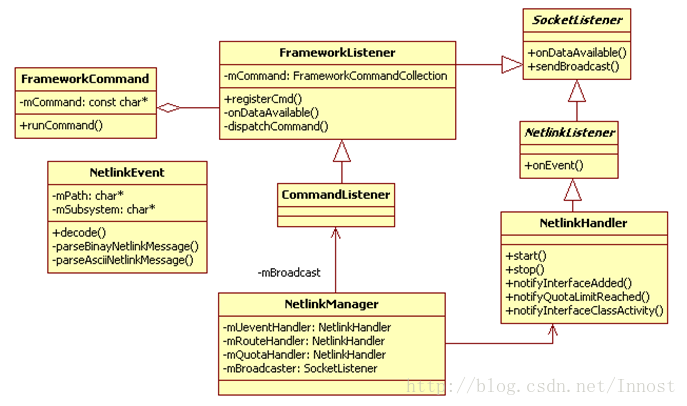 SocketListener
+onDataAvailable()
+sendBroadcast()
FrameworkListener
-mCommand: FrameworkCommandCollection
+registerCmd()
-onDataAvailable()
-dispatchCommand()
FrameworkCommand
-mCommand: const char*
+runCommand()
NetlinkListener
+onEvent()
NetlinkEvent
-mPath: char*
-mSubsystem: char*
+decode()
-parseBinayNetlinkMessage()
-parseAsciiNetlinkMessage()
CommandListener
NetlinkHandler
+start()
+stop()
+notifyInterfaceAdded()
+notifyQuotaLimitReached()
+notifyInterfaceClassActivity()
-mBroadcast
NetlinkManager
-mUeventHandler: NetlinkHandler
-mRouteHandler: NetlinkHandler
-mQuotaHandler: NetlinkHandler
-mBroadcaster: SocketListener
http://blog.csdn.net/Innost